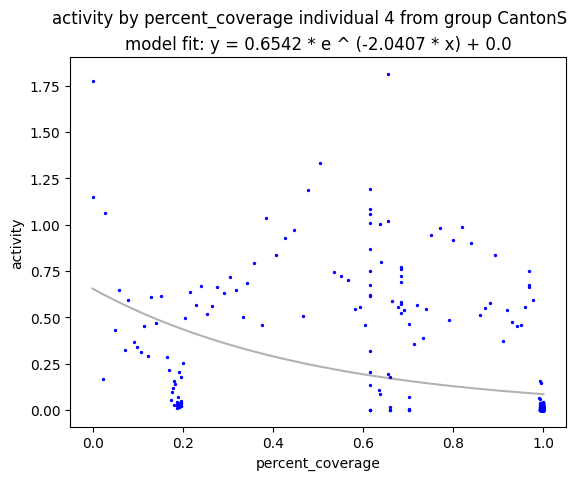 activity by percent_coverage individual 4 from group CantonS
model fit: y = 0.6542 * e ^ (-2.0407 * x) + 0.0
1.75
1.50
1.25
1.00
0.75
0.50
0.25
0.00
activity
0.0 0.2 0.4 0.6 0.8 1.0
percent_coverage